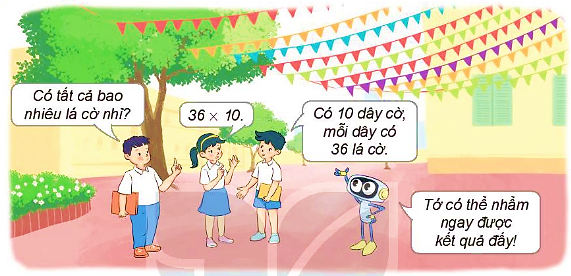 Có tất cả bao
nhiêu lá cờ nhỉ?
36 × 10.
Có 10 dây cờ,
mỗi dây có
36 lá cờ.
Tớ có thể nhẩm
ngay được
kết quả đấy!